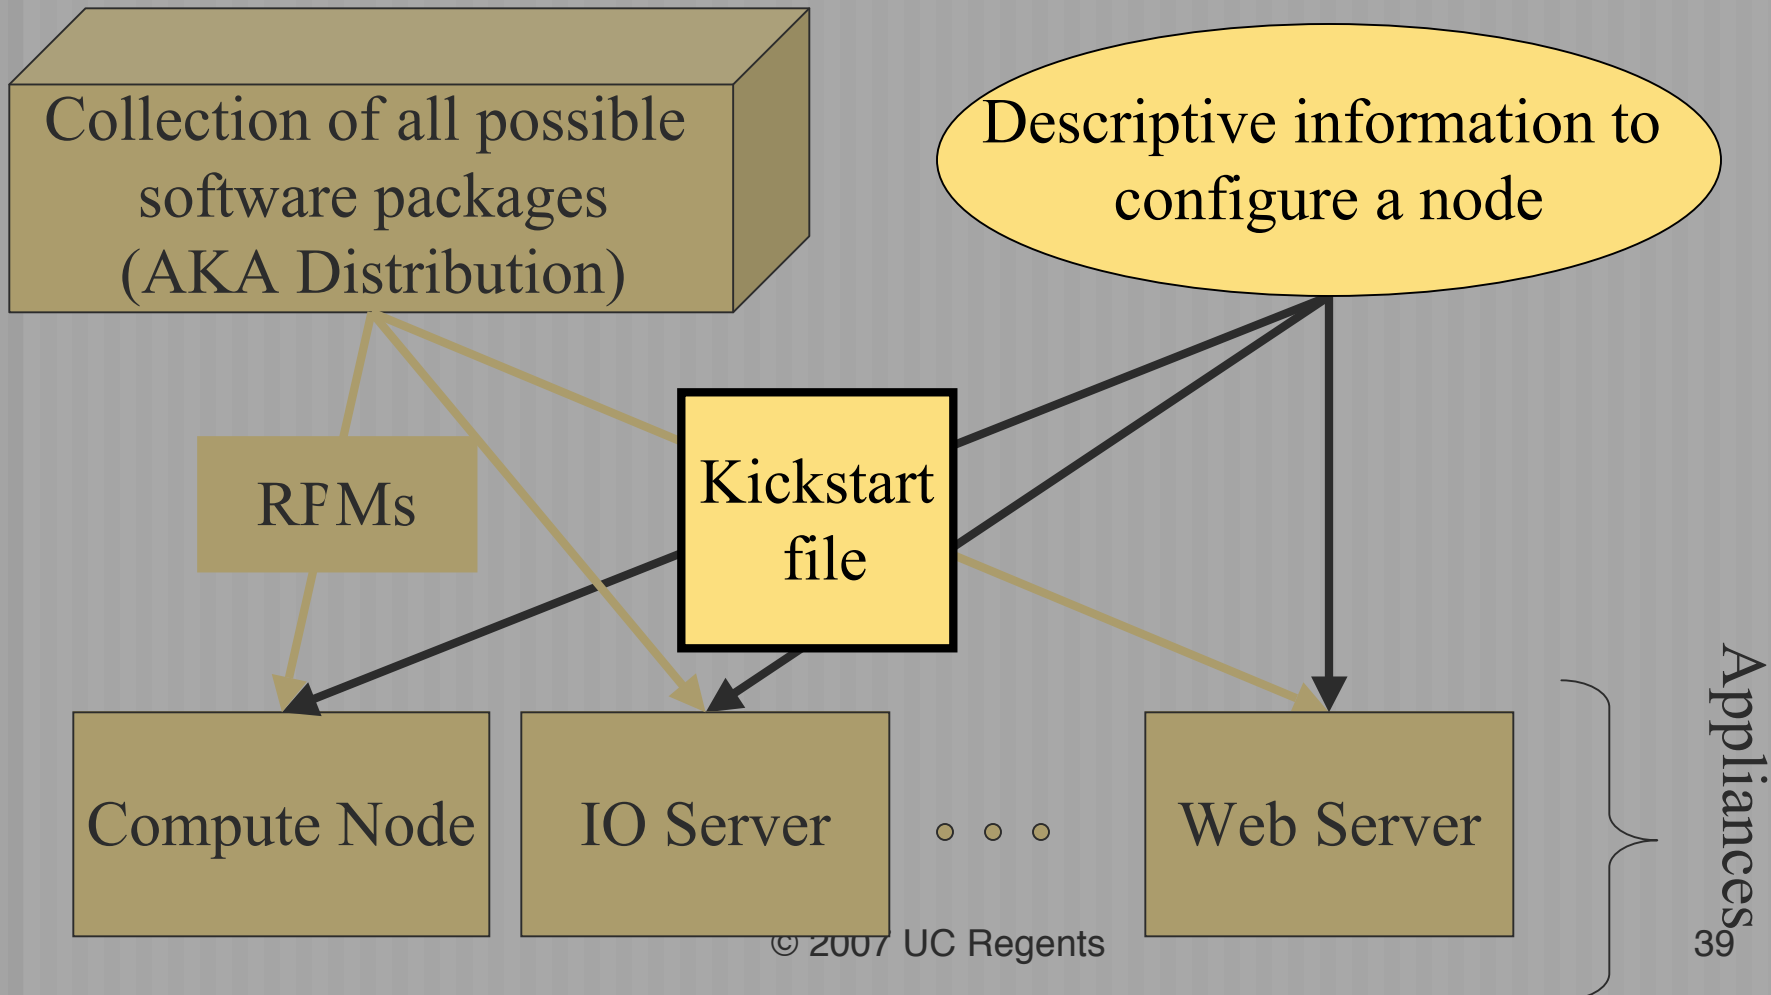 Collection of all possible
software packages
(AKA Distribution)
Descriptive information to
configure a node
RPMs
Kickstart
file
Compute Node
IO Server
Web Server
Appliances
© 2007 UC Regents
39